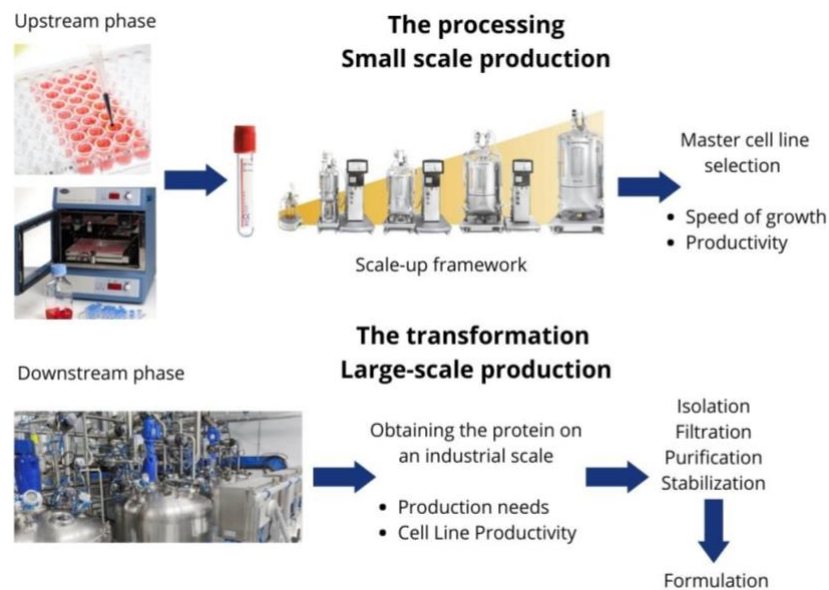 Upstream phase
The processing
Small scale production
Master cell line
selection
• Speed of growth
• Productivity
Scale-up framework
The transformation
Large-scale production
Downstream phase
Obtaining the protein on
an industrial scale
• Production needs
• Cell Line Productivity
Isolation
Filtration
Purification
Stabilization
Formulation